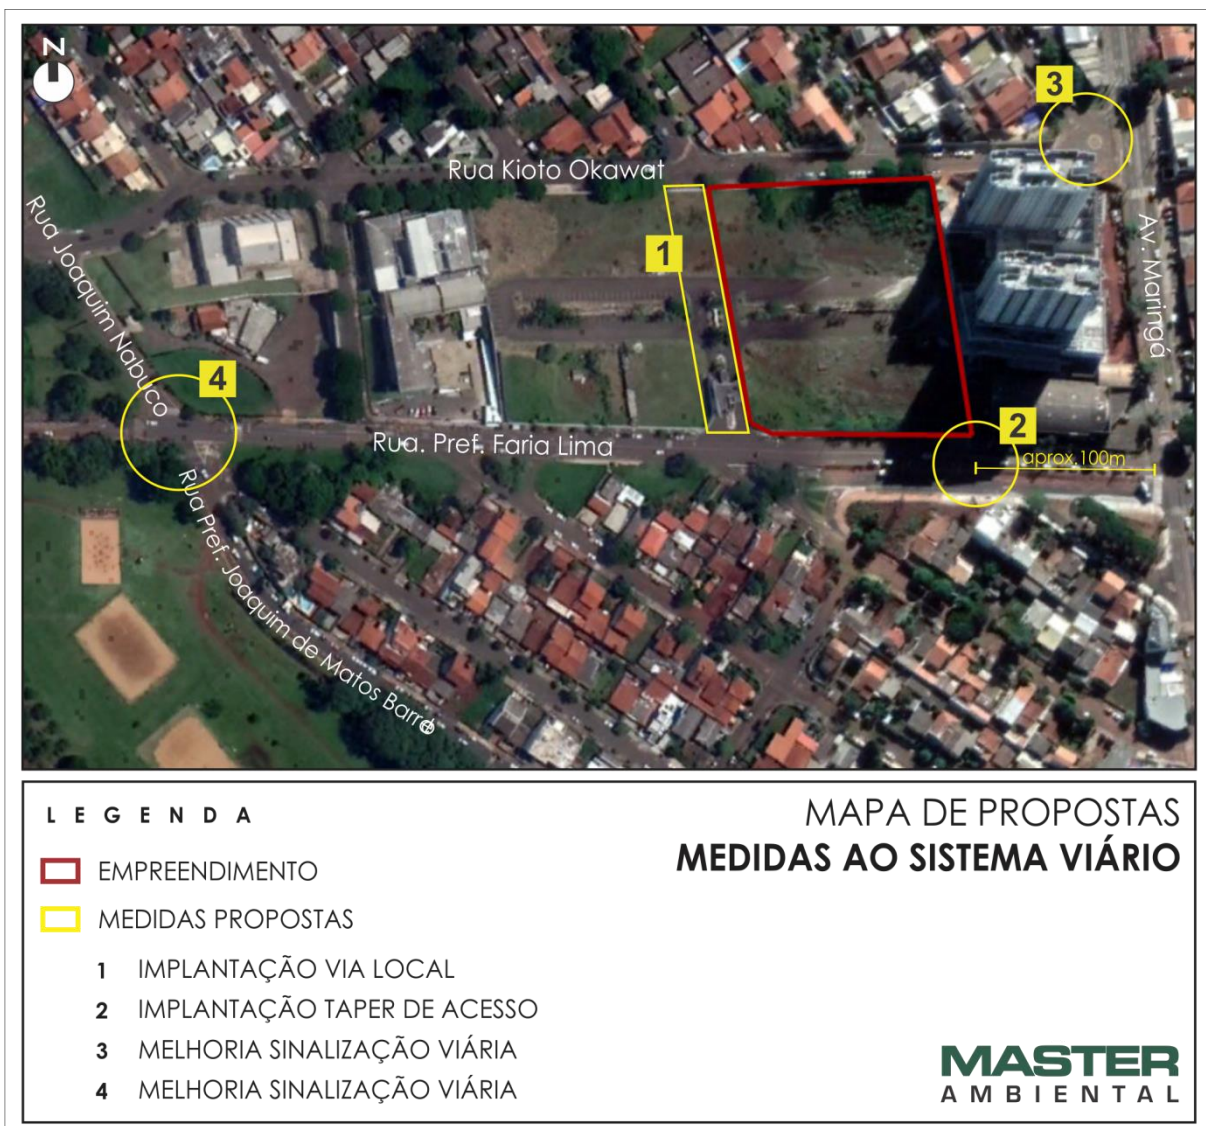 N
3
Rua Kioto Okawat
Rua Joaquim Nabuco
1
Av. Maringá
4
2
Rua. Pref. Faria Lima
aprox.100m
Rua Pref. Joaquim de Matos Barré
LEGENDA
MAPA DE PROPOSTAS
MEDIDAS AO SISTEMA VIÁRIO
EMPREENDIMENTO
MEDIDAS PROPOSTAS
1 IMPLANTAÇÃO VIA LOCAL
2 IMPLANTAÇÃO TAPER DE ACESSO
3 MELHORIA SINALIZAÇÃO VIÁRIA
4 MELHORIA SINALIZAÇÃO VIÁRIA
MASTER
AMBIENTAL